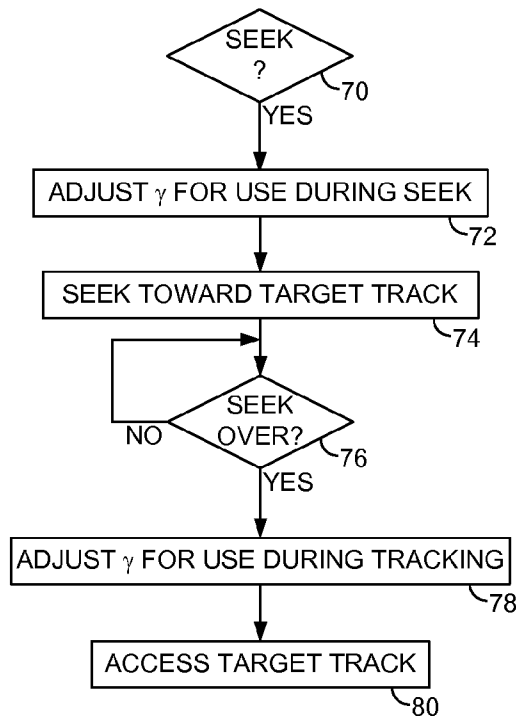 SEEK
?
70
YES
ADJUST γ FOR USE DURING SEEK
72
SEEK TOWARD TARGET TRACK
74
SEEK
OVER?
NO
76
YES
ADJUST γ FOR USE DURING TRACKING
78
ACCESS TARGET TRACK
80